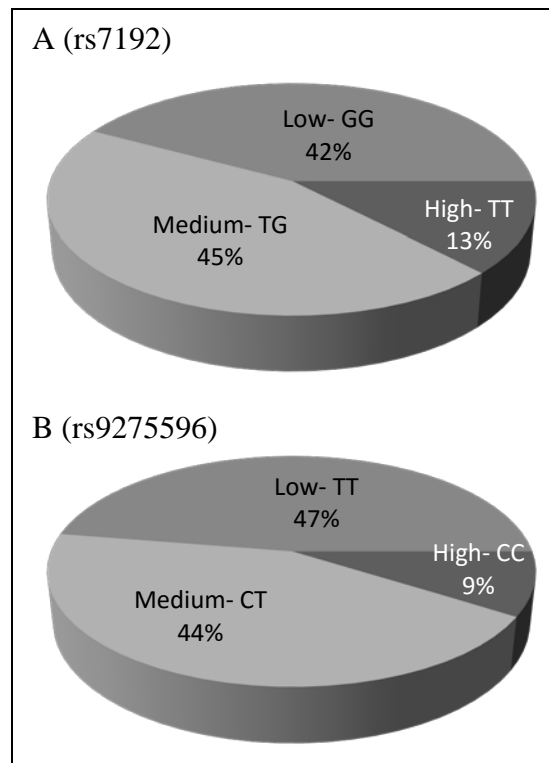 A (rs7192)
Low- GG
42%
High- TT
13%
Medium- TG
45%
B (rs9275596)
Low- TT
47%
High- CC
9%
Medium- CT
44%